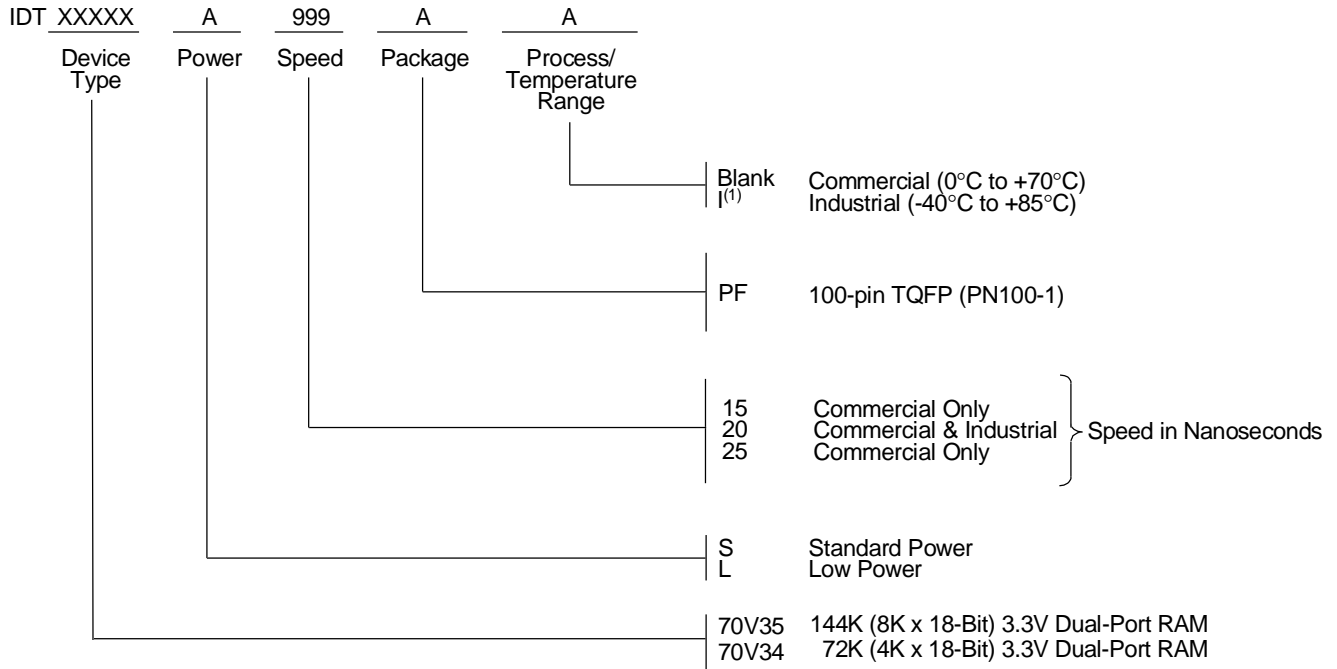 IDT XXXXX A 999 A A
Device Type Power Speed Package Process/ Temperature Range
Blank Commercial (0°C to +70°C)
I(1) Industrial (-40°C to +85°C)
PF 100-pin TQFP (PN100-1)
15 Commercial Only
20 Commercial & Industrial Speed in Nanoseconds
25 Commercial Only
S Standard Power
L Low Power
70V35 144K (8K x 18-Bit) 3.3V Dual-Port RAM
70V34 72K (4K x 18-Bit) 3.3V Dual-Port RAM